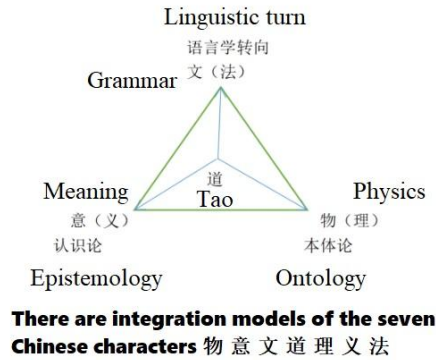 Linguistic turn
语言学转向
Grammar 文（法）
道
Meaning Tao Physics
意（义） 物（理）
认识论 本体论
Epistemology Ontology
There are integration models of the seven
Chinese characters 物 意 文 道 理 义 法